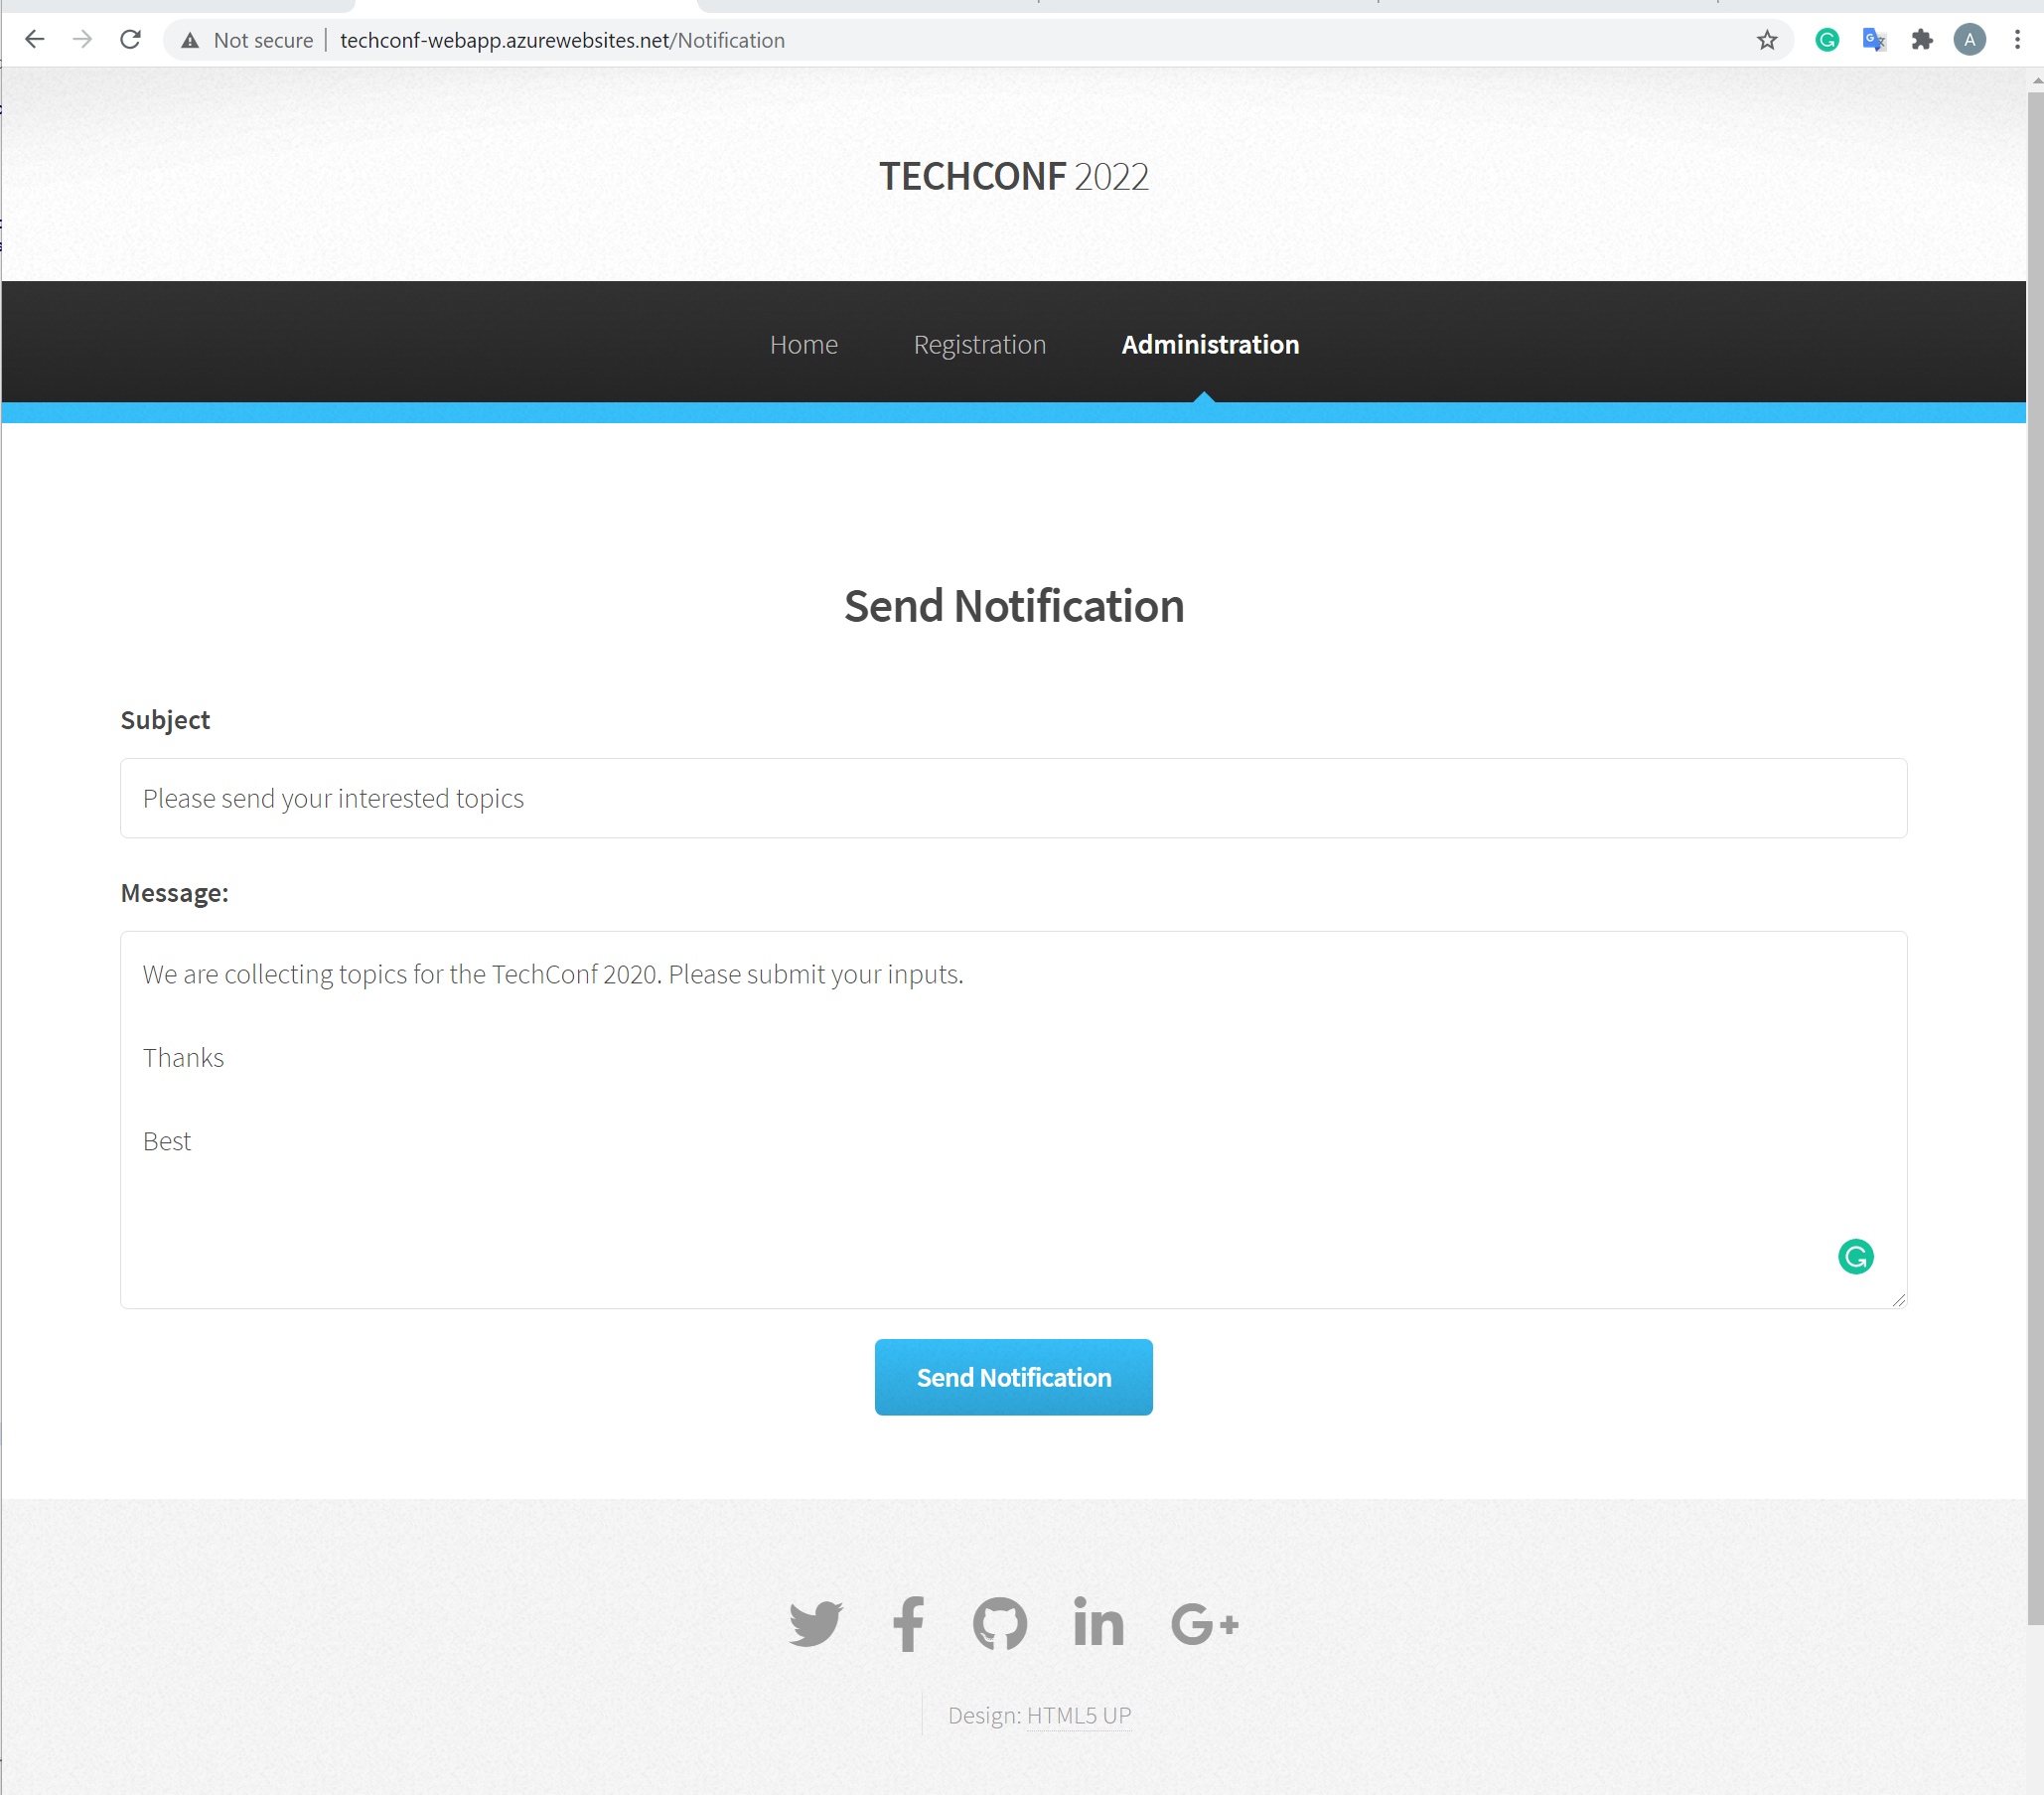 Not secure | techconf-webapp.azurewebsites.net/Notification
A
TECHCONF 2022
Home Registration Administration
Send Notification
Subject
Please send your interested topics
Message:
We are collecting topics for the TechConf 2020. Please submit your inputs.
Thanks
Best
Send Notification
Design: HTML5 UP